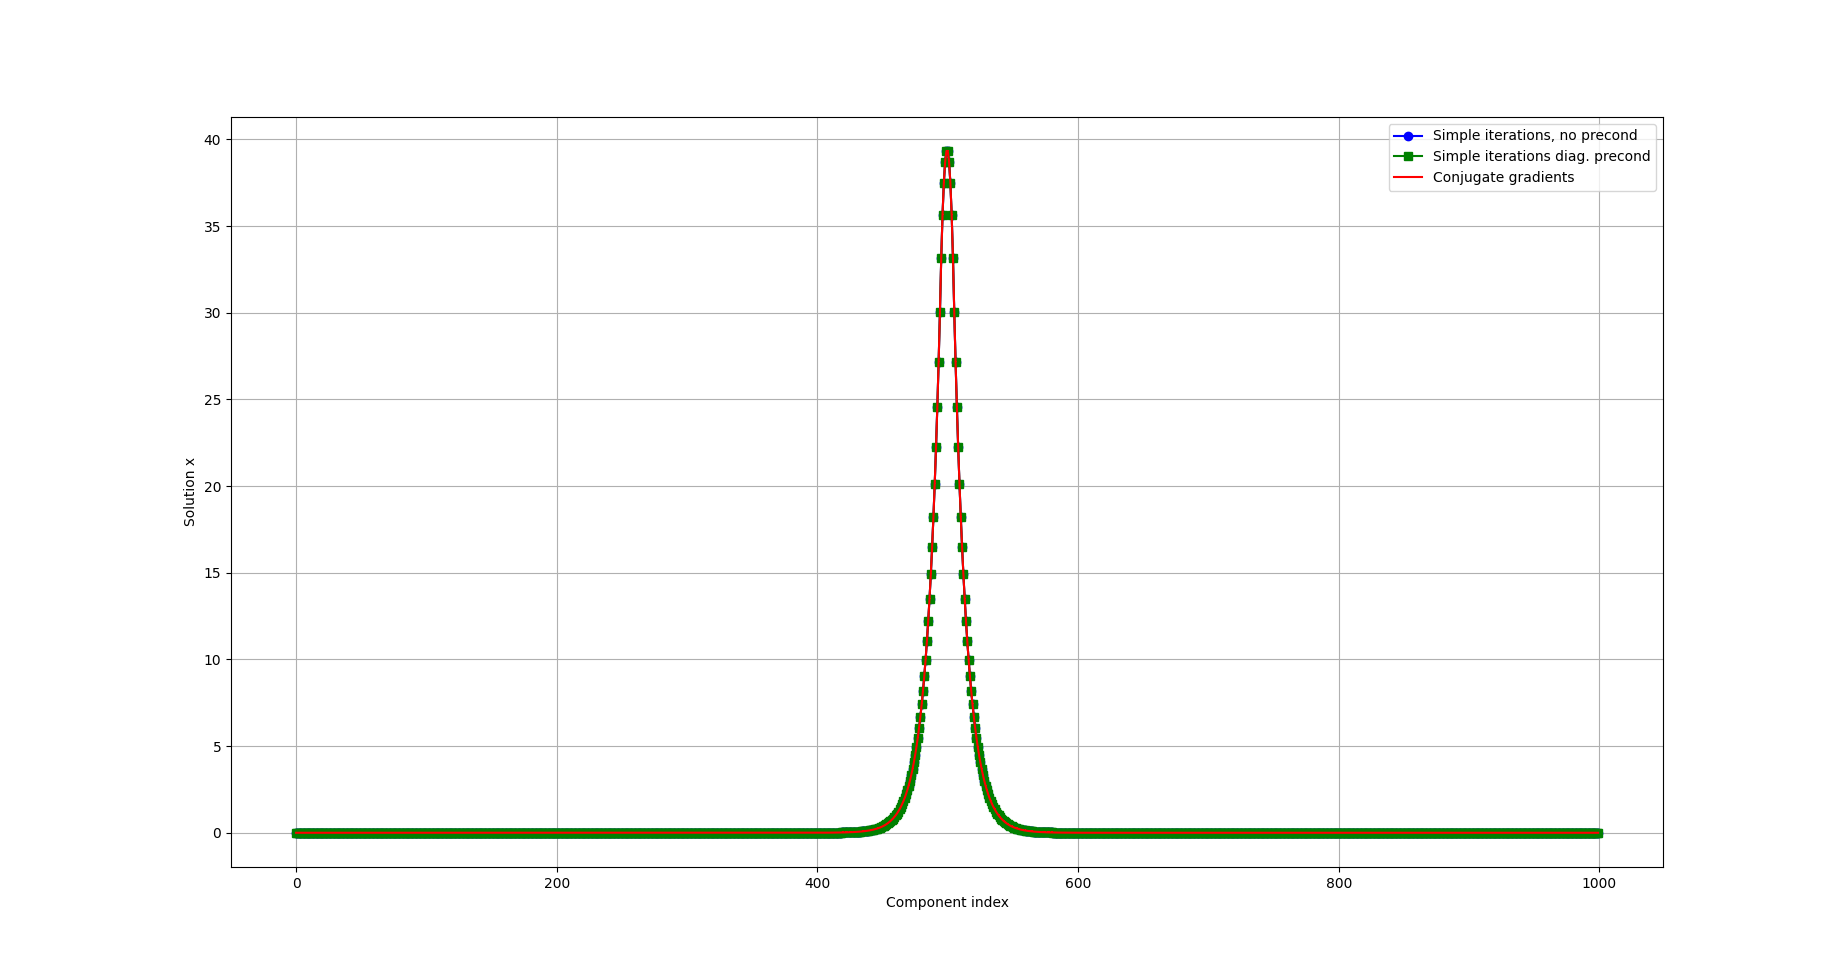 Simple iterations, no precond
Simple iterations diag. precond
Conjugate gradients
40
35
30
25
20
15
10
5
0
Solution x
0 200 400 600 800 1000
Component index